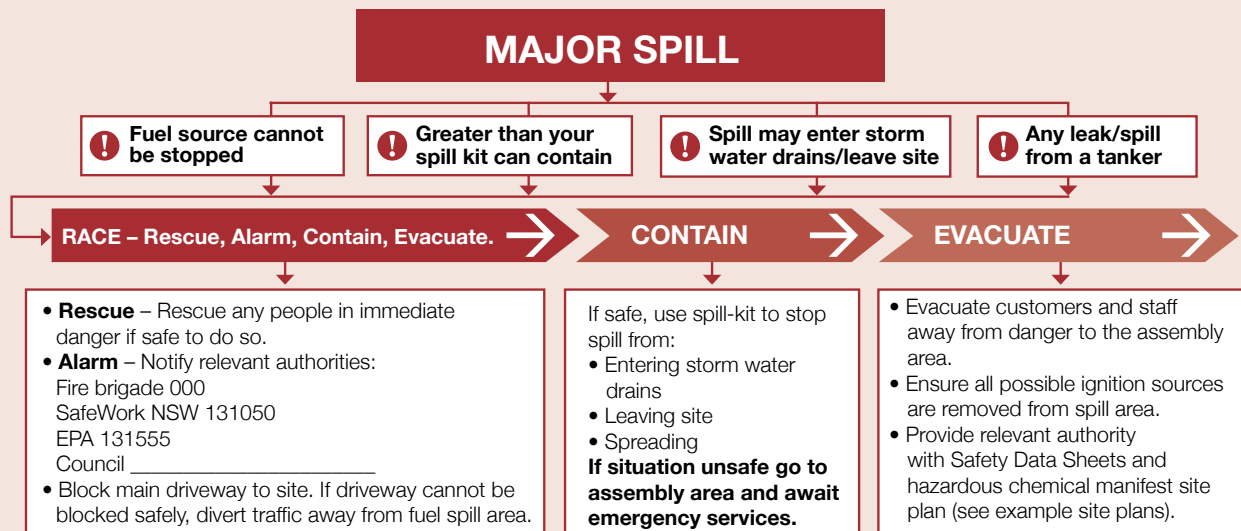 MAJOR SPILL
Fuel source cannot
be stopped
Greater than your
spill kit can contain
Spill may enter storm
water drains/leave site
Any leak/spill
from a tanker
RACE – Rescue, Alarm, Contain, Evacuate.
CONTAIN
EVACUATE
• Rescue – Rescue any people in immediate
danger if safe to do so.
• Alarm – Notify relevant authorities:
Fire brigade 000
SafeWork NSW 131050
EPA 131555
Council ________________________
• Block main driveway to site. If driveway cannot be
blocked safely, divert traffic away from fuel spill area.
If safe, use spill-kit to stop
spill from:
• Entering storm water
drains
• Leaving site
• Spreading
If situation unsafe go to
assembly area and await
emergency services.
• Evacuate customers and staff
away from danger to the assembly
area.
• Ensure all possible ignition sources
are removed from spill area.
• Provide relevant authority
with Safety Data Sheets and
hazardous chemical manifest site
plan (see example site plans).